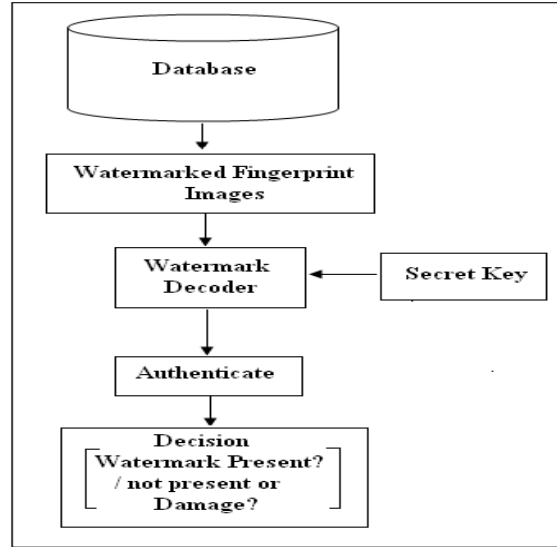 Database
Watermarked Fingerprint
Images
Watermark
Decoder
Secret Key
Authenticate
Decision
Watermark Present?
/ not present or
Damage?